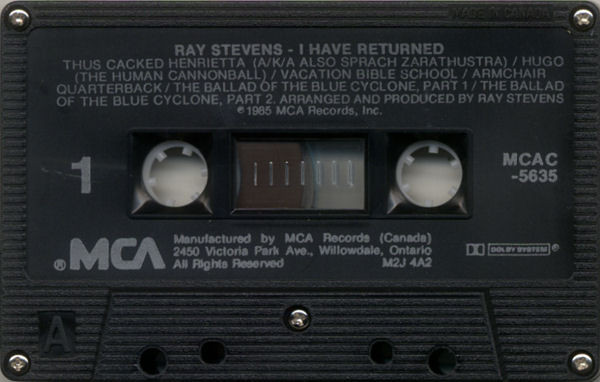 MADE IN CANADA
RAY STEVENS - I HAVE RETURNED
THUS CACKED HENRIETTA (A/K/A ALSO SPRACH ZARATHUSTRA) / HUGO
(THE HUMAN CANNONBALL) / VACATION BIBLE SCHOOL / ARMCHAIR
QUARTERBACK / THE BALLAD OF THE BLUE CYCLONE, PART 1 / THE BALLAD
OF THE BLUE CYCLONE, PART 2. ARRANGED AND PRODUCED BY RAY STEVENS
℗1985 MCA Records, Inc.
1
MCAC
-5635
®MCA
Manufactured by MCA Records (Canada)
2450 Victoria Park Ave., Willowdale, Ontario
All Rights Reserved M2J 4A2
DOLBY SYSTEM®
A